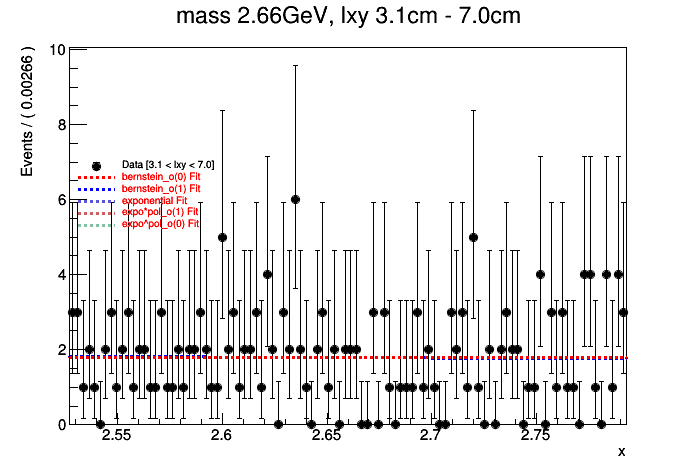 mass 2.66GeV, lxy 3.1cm - 7.0cm
Events / ( 0.00266 )
10
8
6
4
2
0
Data [3.1 < lxy < 7.0]
bernstein_o(0) Fit
bernstein_o(1) Fit
exponential Fit
expo*pol_o(1) Fit
expo^pol_o(0) Fit
2.55 2.6 2.65 2.7 2.75
x